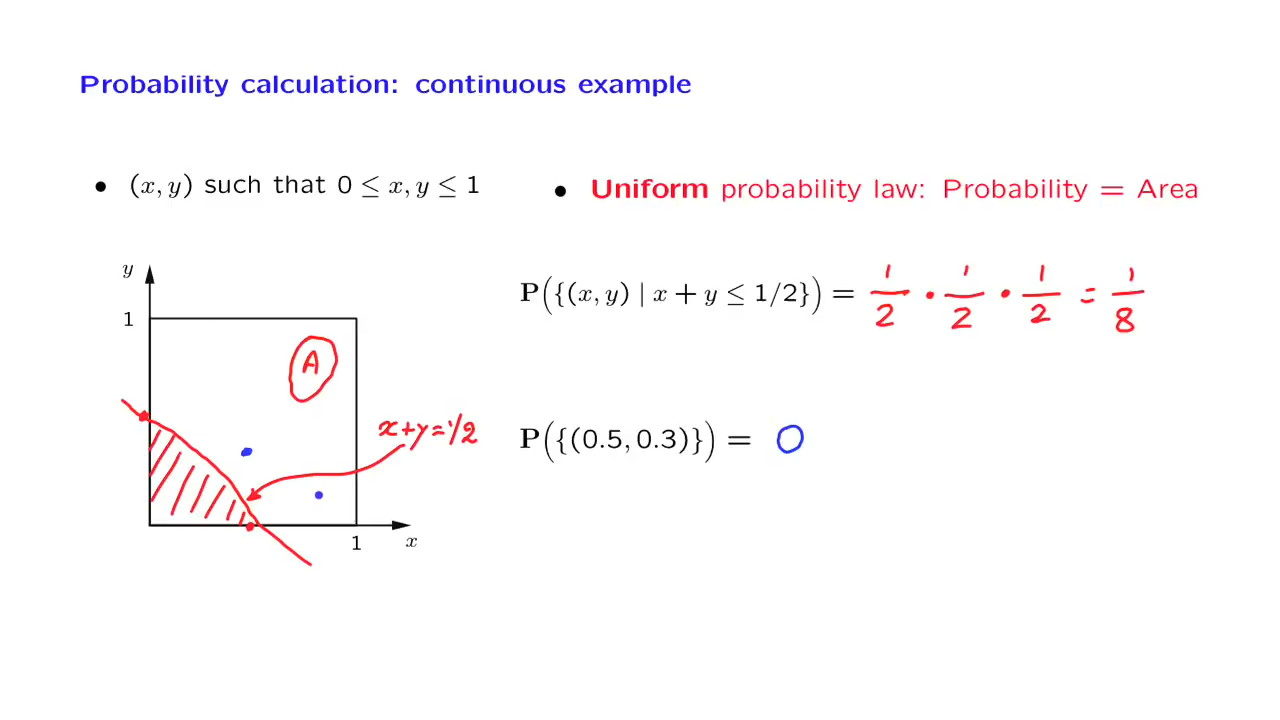 Probability calculation: continuous example
• (x, y) such that 0 ≤ x, y ≤ 1
• Uniform probability law: Probability = Area
P({(x, y) | x + y ≤ 1/2}) = 1/2 · 1/2 · 1/2 = 1/8
y
1
A
x+y=1/2
P({(0.5, 0.3)}) = 0
1
x